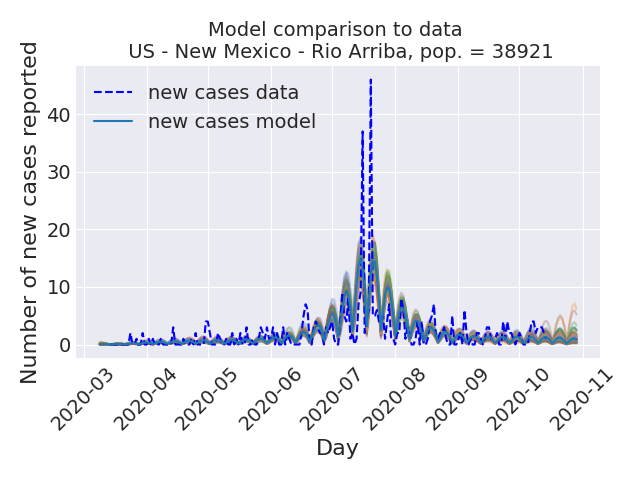 Model comparison to data
US - New Mexico - Rio Arriba, pop. = 38921
Number of new cases reported
40
30
20
10
0
new cases data
new cases model
2020-03
2020-04
2020-05
2020-06
2020-07
2020-08
2020-09
2020-10
2020-11
Day